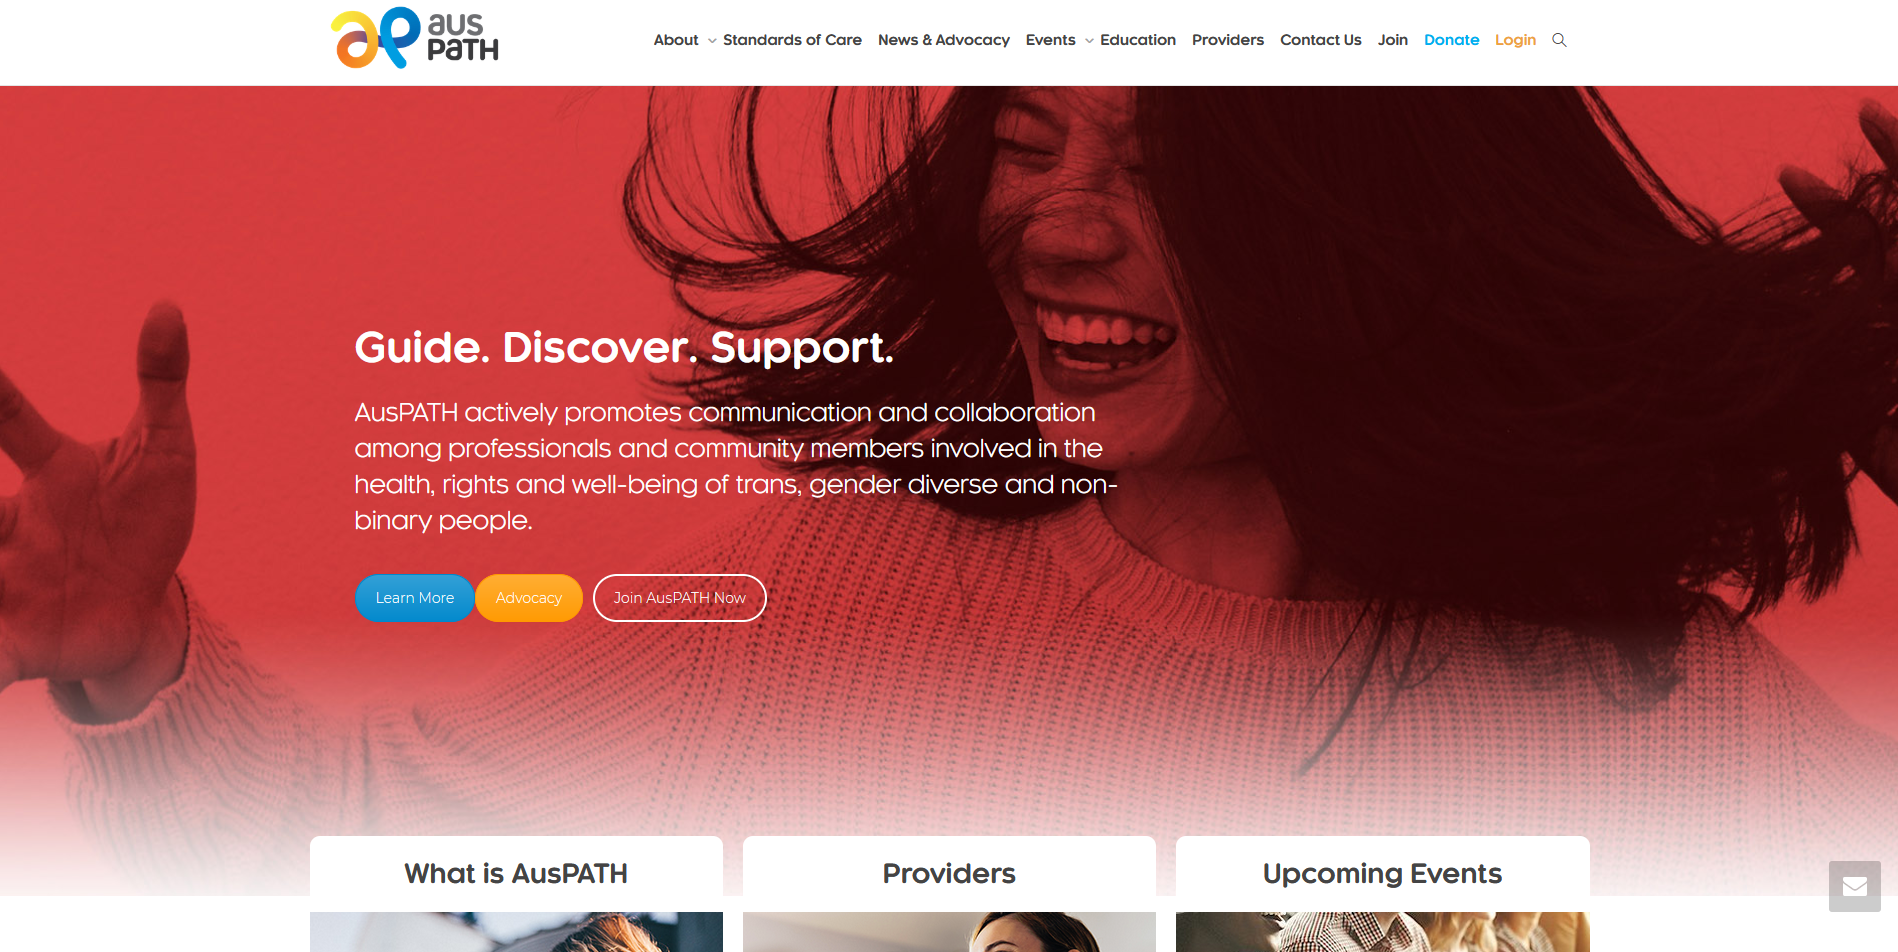 aus
PATH
About
Standards of Care
News & Advocacy
Events
Education
Providers
Contact Us
Join
Donate
Login
Guide. Discover. Support.
AusPATH actively promotes communication and collaboration
among professionals and community members involved in the
health, rights and well-being of trans, gender diverse and non-
binary people.
Learn More
Advocacy
Join AusPATH Now
What is AusPATH
Providers
Upcoming Events